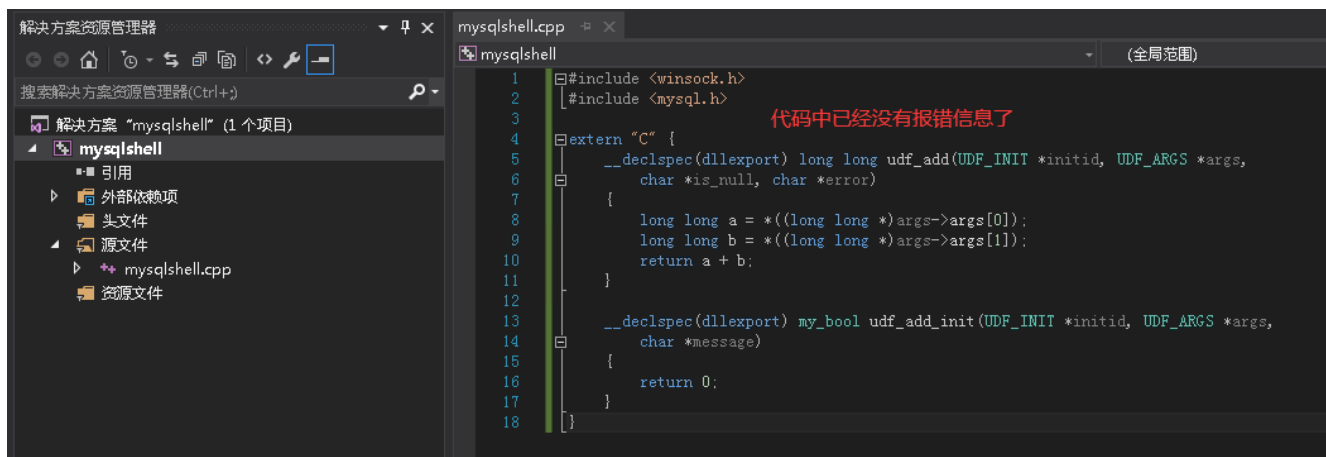 解决方案资源管理器
搜索解决方案资源管理器(Ctrl+;)
解决方案 "mysqlshell" (1 个项目)
mysqlshell
引用
外部依赖项
头文件
源文件
mysqlshell.cpp
资源文件
mysqlshell.cpp
mysqlshell
(全局范围)
1 #include <winsock.h>
2 #include <mysql.h>
3
代码中已经没有报错信息了
4 extern "C" {
5 __declspec(dllexport) long long udf_add(UDF_INIT *initid, UDF_ARGS *args,
6 char *is_null, char *error)
7 {
8 long long a = *((long long *)args->args[0]);
9 long long b = *((long long *)args->args[1]);
10 return a + b;
11 }
12
13 __declspec(dllexport) my_bool udf_add_init(UDF_INIT *initid, UDF_ARGS *args,
14 char *message)
15 {
16 return 0;
17 }
18 }